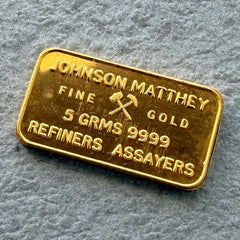 JOHNSON MATTHEY
FINE GOLD
5 GRMS 9999
REFINERS ASSAYERS